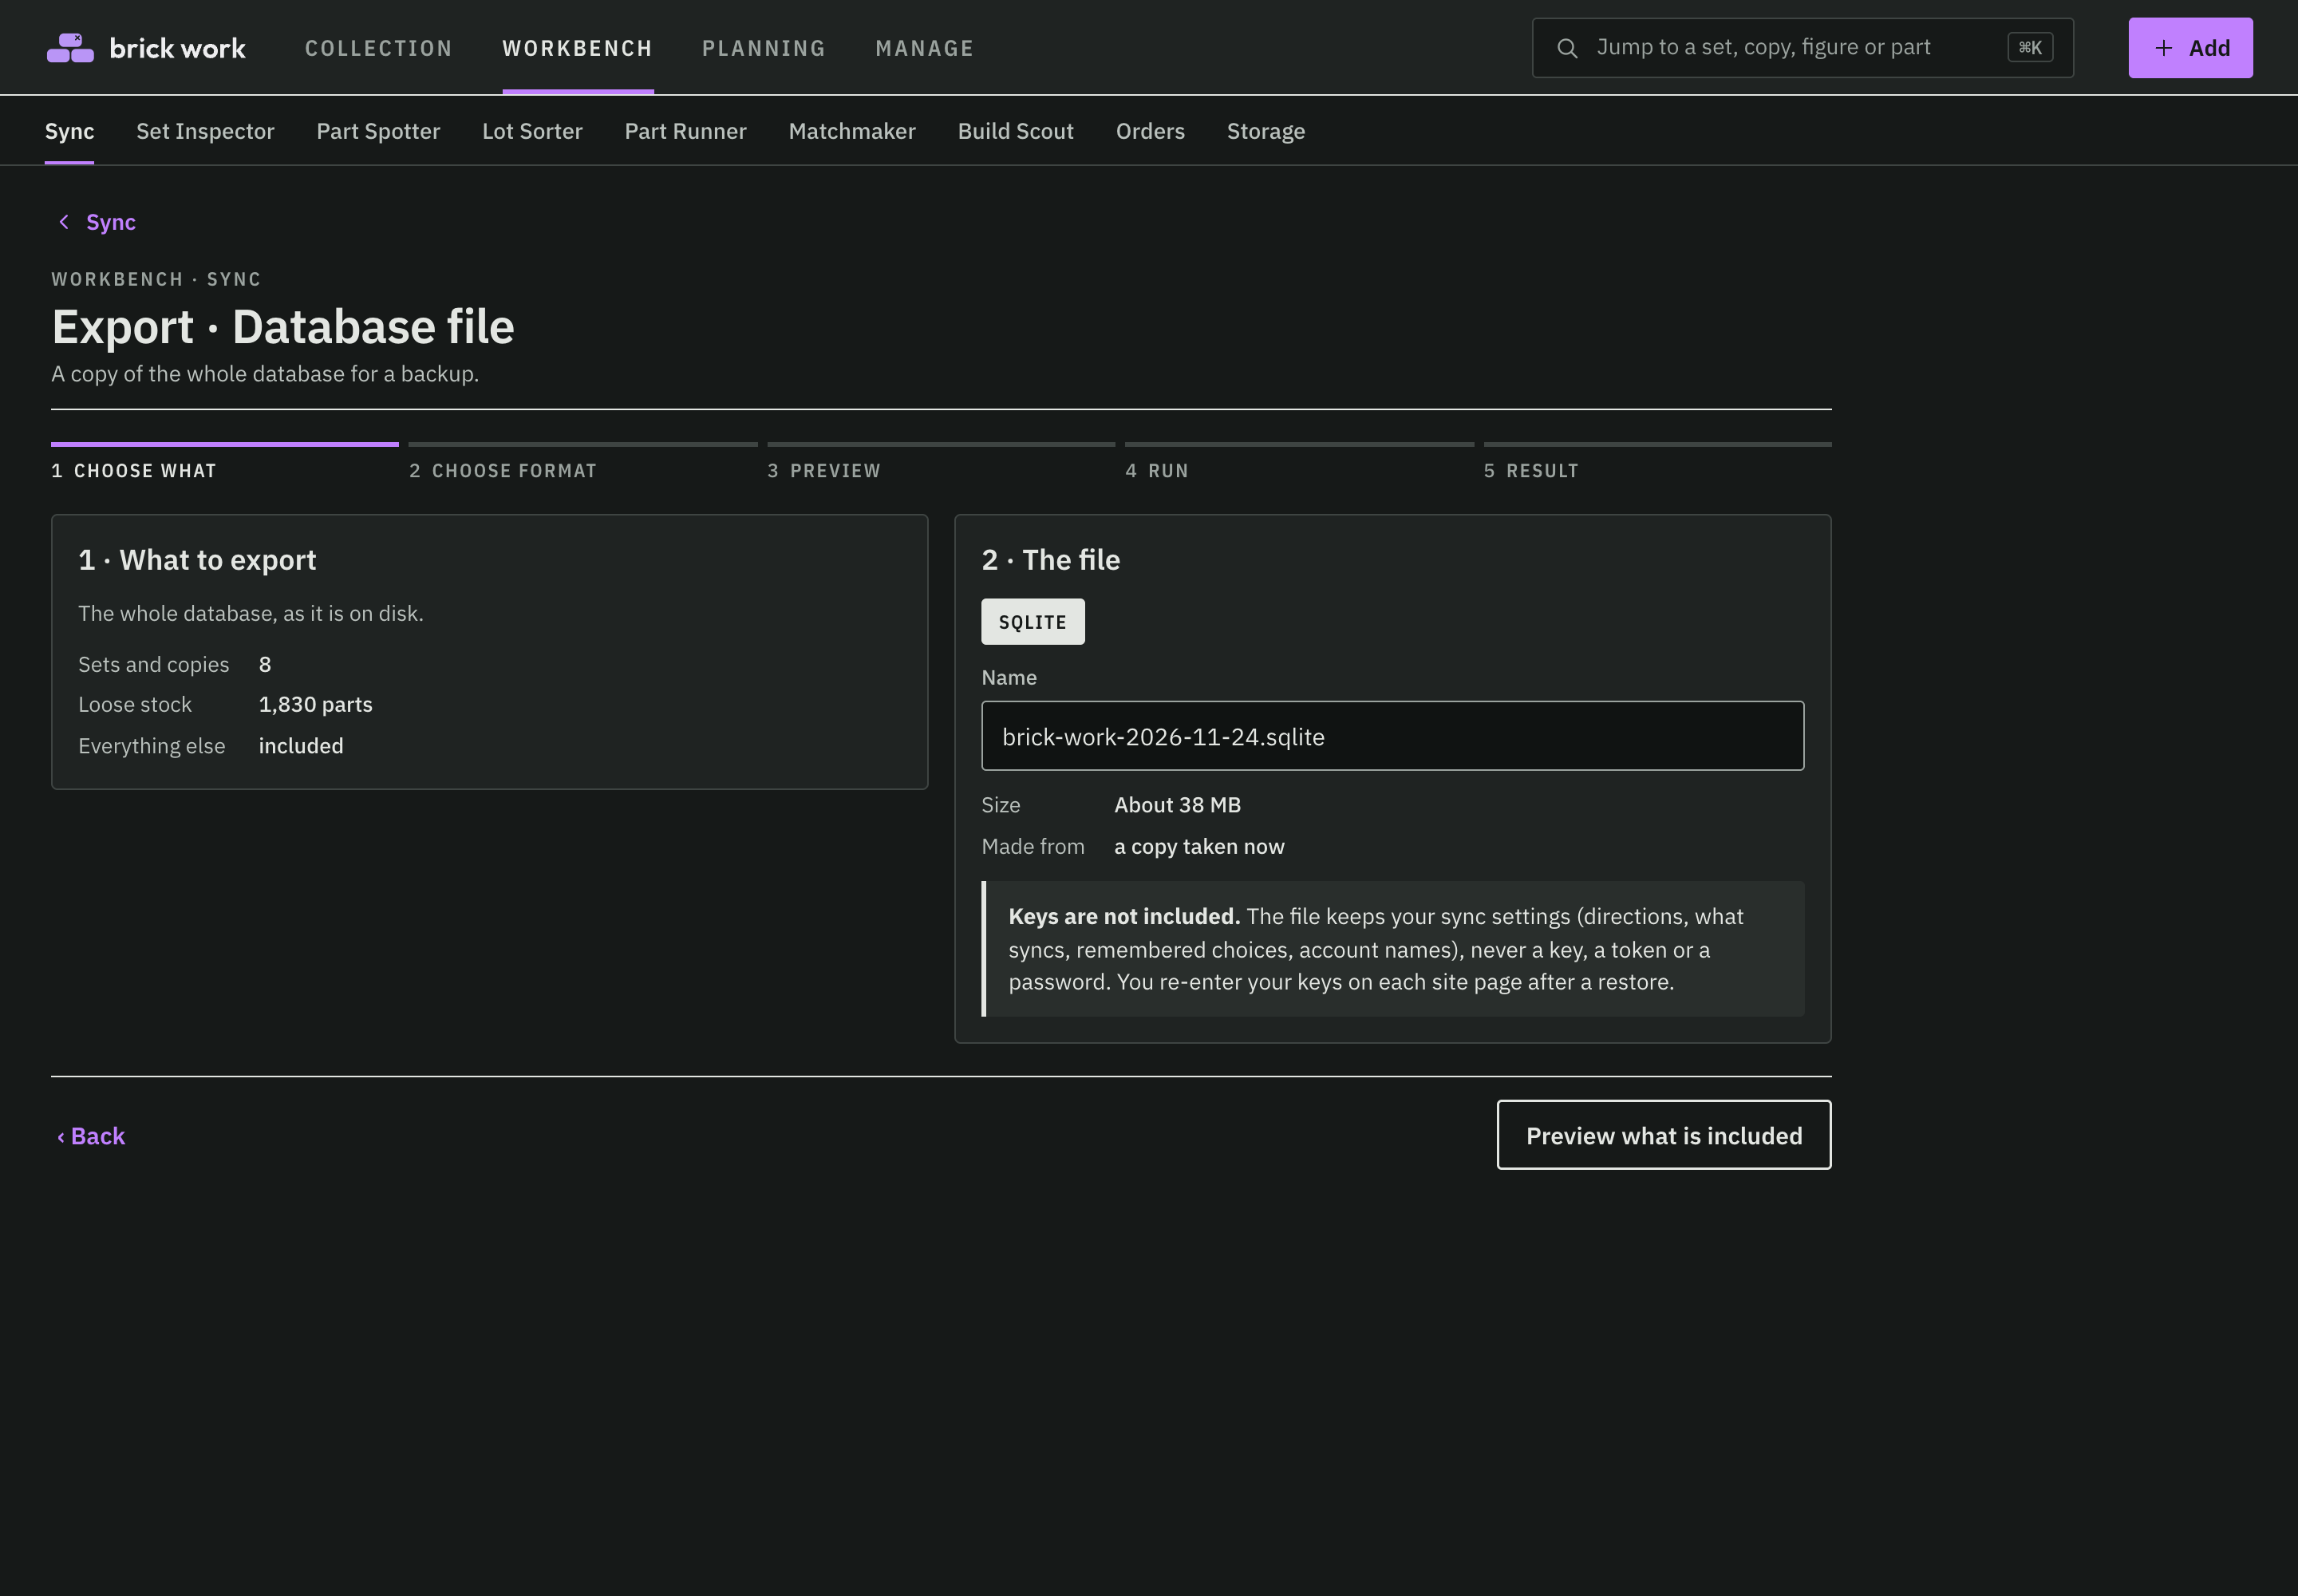 brick work
COLLECTION
WORKBENCH
PLANNING
MANAGE
Jump to a set, copy, figure or part
⌘K
+ Add
Sync
Set Inspector
Part Spotter
Lot Sorter
Part Runner
Matchmaker
Build Scout
Orders
Storage
‹ Sync
WORKBENCH · SYNC
Export · Database file
A copy of the whole database for a backup.
1 CHOOSE WHAT
2 CHOOSE FORMAT
3 PREVIEW
4 RUN
5 RESULT
1 · What to export
The whole database, as it is on disk.
Sets and copies 8
Loose stock 1,830 parts
Everything else included
2 · The file
SQLITE
Name
brick-work-2026-11-24.sqlite
Size About 38 MB
Made from a copy taken now
Keys are not included. The file keeps your sync settings (directions, what
syncs, remembered choices, account names), never a key, a token or a
password. You re-enter your keys on each site page after a restore.
‹ Back
Preview what is included